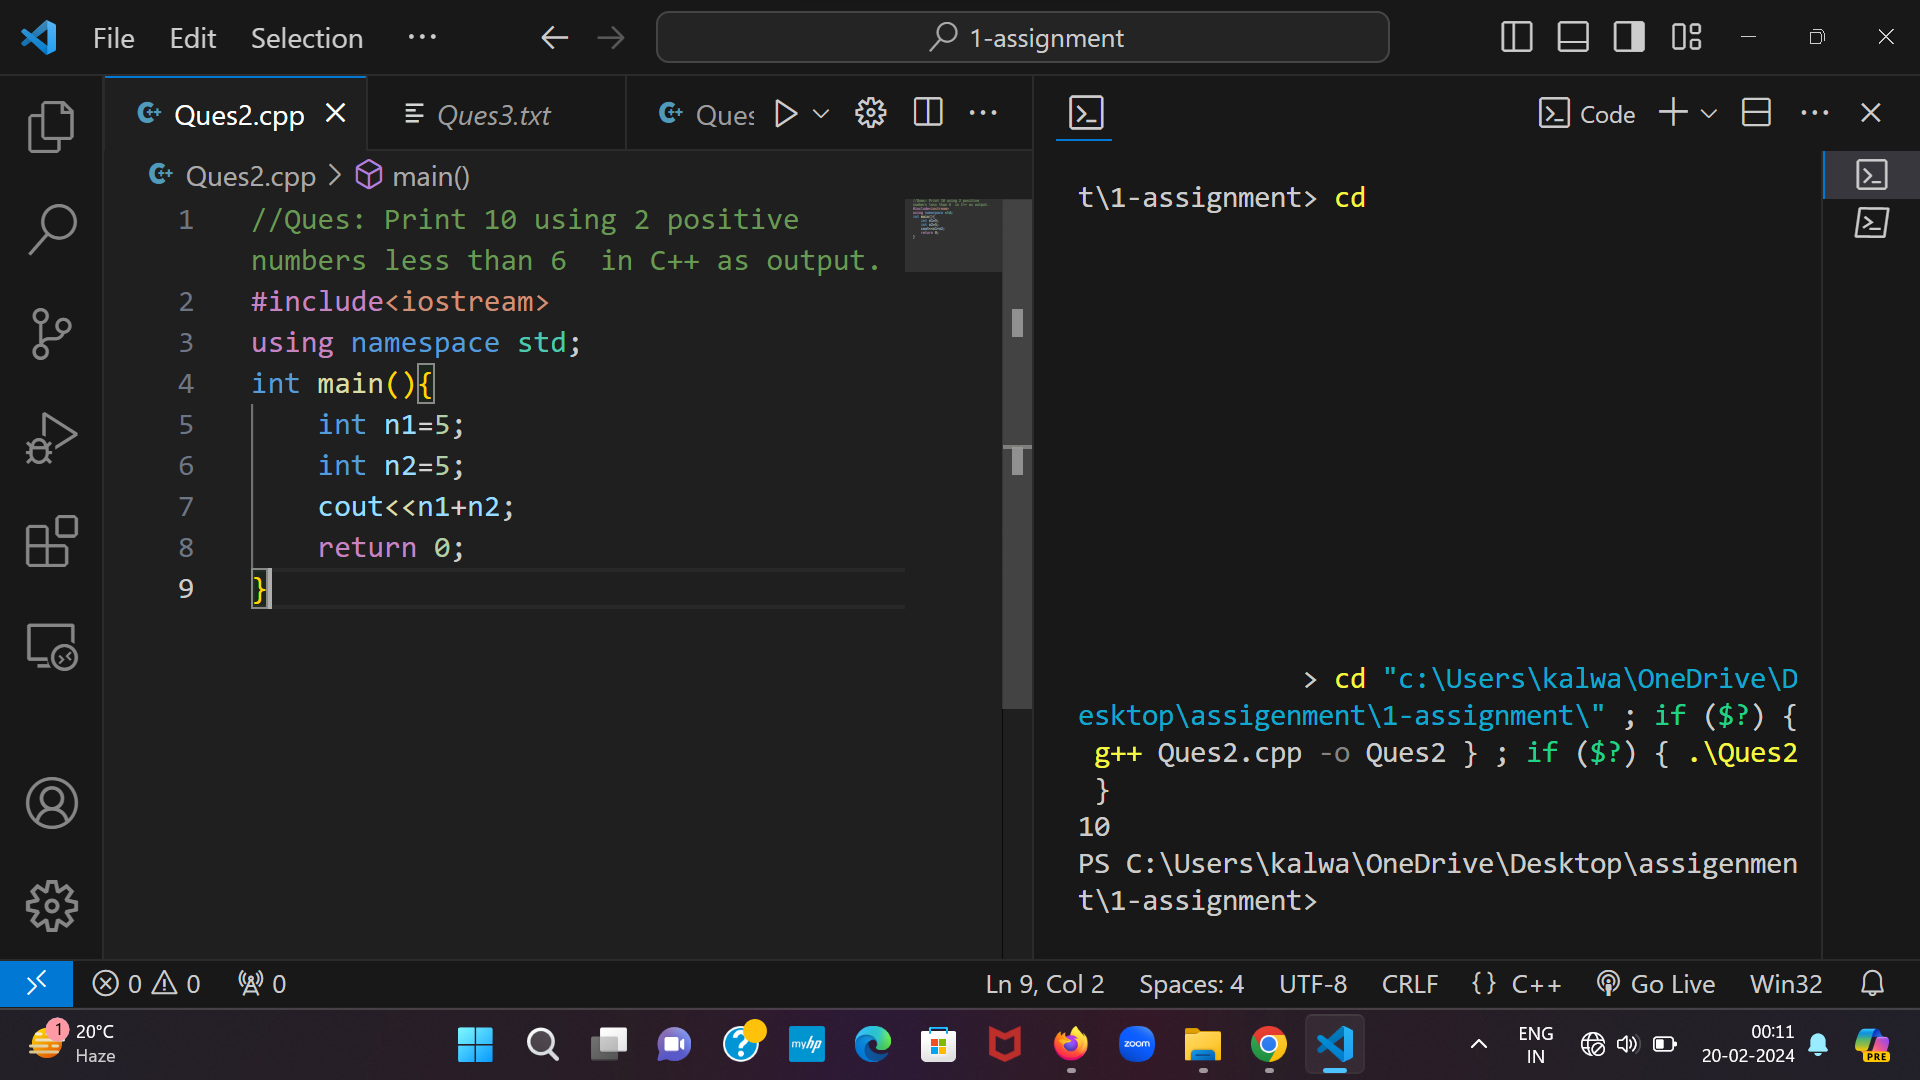 File Edit Selection ... 1-assignment
Ques2.cpp Ques3.txt Ques
Ques2.cpp > main()
1 //Ques: Print 10 using 2 positive
numbers less than 6  in C++ as output.
2 #include<iostream>
3 using namespace std;
4 int main(){
5     int n1=5;
6     int n2=5;
7     cout<<n1+n2;
8     return 0;
9 }
Code
t\1-assignment> cd
> cd "c:\Users\kalwa\OneDrive\D
esktop\assigenment\1-assignment\" ; if ($?) {
g++ Ques2.cpp -o Ques2 } ; if ($?) { .\Ques2
}
10
PS C:\Users\kalwa\OneDrive\Desktop\assigenmen
t\1-assignment>
0 0 0 Ln 9, Col 2 Spaces: 4 UTF-8 CRLF {} C++ Go Live Win32
1 20°C
Haze
myhp
zoom
ENG
IN
00:11
20-02-2024
PRE